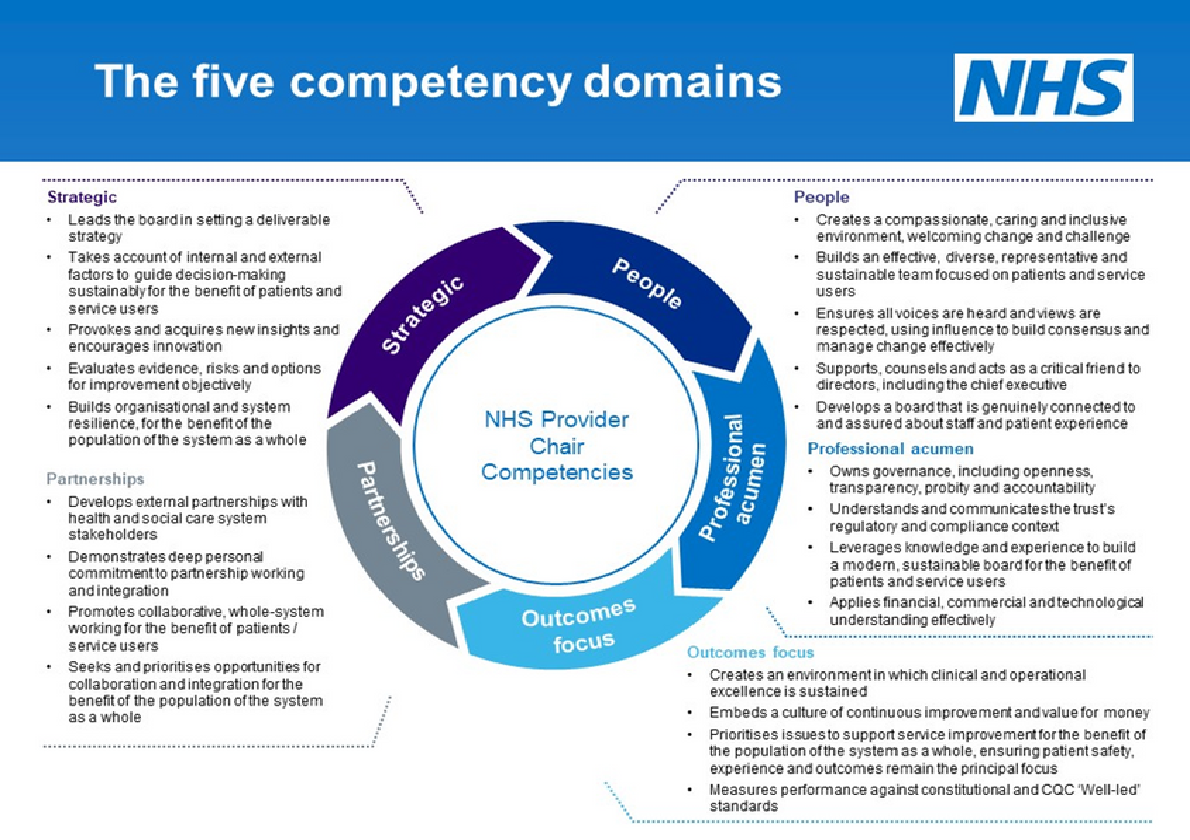 The five competency domains
NHS
Strategic
• Leads the board in setting a deliverable
strategy
• Takes account of internal and external
factors to guide decision-making
sustainably for the benefit of patients and
service users
• Provokes and acquires new insights and
encourages innovation
• Evaluates evidence, risks and options
for improvement objectively
• Builds organisational and system
resilience, for the benefit of the
population of the system as a whole
Partnerships
• Develops external partnerships with
health and social care system
stakeholders
• Demonstrates deep personal
commitment to partnership working
and integration
• Promotes collaborative, whole-system
working for the benefit of patients /
service users
• Seeks and prioritises opportunities for
collaboration and integration for the
benefit of the population of the system
as a whole
Strategic
People
Professional
acumen
Outcomes
focus
Partnerships
NHS Provider
Chair
Competencies
People
• Creates a compassionate, caring and inclusive
environment, welcoming change and challenge
• Builds an effective, diverse, representative and
sustainable team focused on patients and service
users
• Ensures all voices are heard and views are
respected, using influence to build consensus and
manage change effectively
• Supports, counsels and acts as a critical friend to
directors, including the chief executive
• Develops a board that is genuinely connected to
and assured about staff and patient experience
Professional acumen
• Owns governance, including openness,
transparency, probity and accountability
• Understands and communicates the trust's
regulatory and compliance context
• Leverages knowledge and experience to build
a modern, sustainable board for the benefit of
patients and service users
• Applies financial, commercial and technological
understanding effectively
Outcomes focus
• Creates an environment in which clinical and operational
excellence is sustained
• Embeds a culture of continuous improvement and value for money
• Prioritises issues to support service improvement for the benefit of
the population of the system as a whole, ensuring patient safety,
experience and outcomes remain the principal focus
• Measures performance against constitutional and CQC 'Well-led'
standards